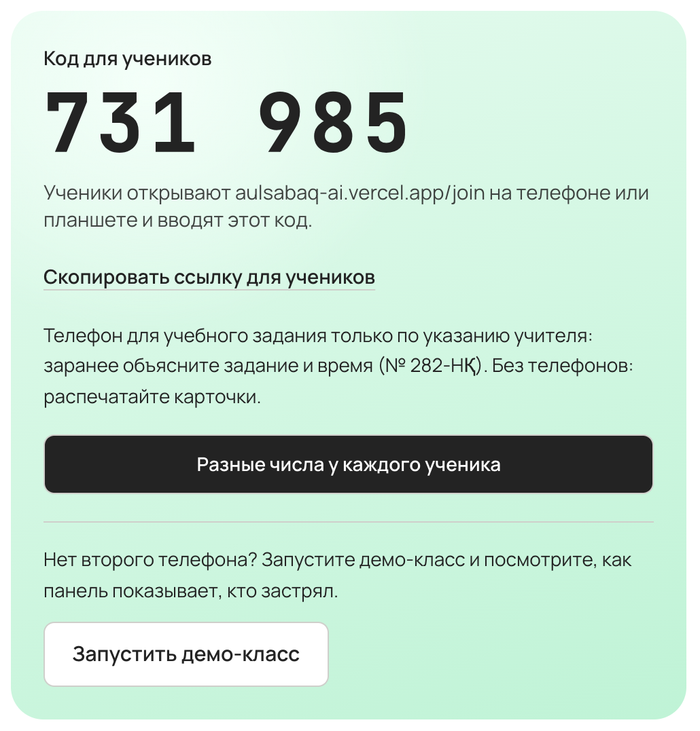 Код для учеников
731 985
Ученики открывают aulsabaq-ai.vercel.app/join на телефоне или
планшете и вводят этот код.
Скопировать ссылку для учеников
Телефон для учебного задания только по указанию учителя:
заранее объясните задание и время (№ 282-НҚ). Без телефонов:
распечатайте карточки.
Разные числа у каждого ученика
Нет второго телефона? Запустите демо-класс и посмотрите, как
панель показывает, кто застрял.
Запустить демо-класс